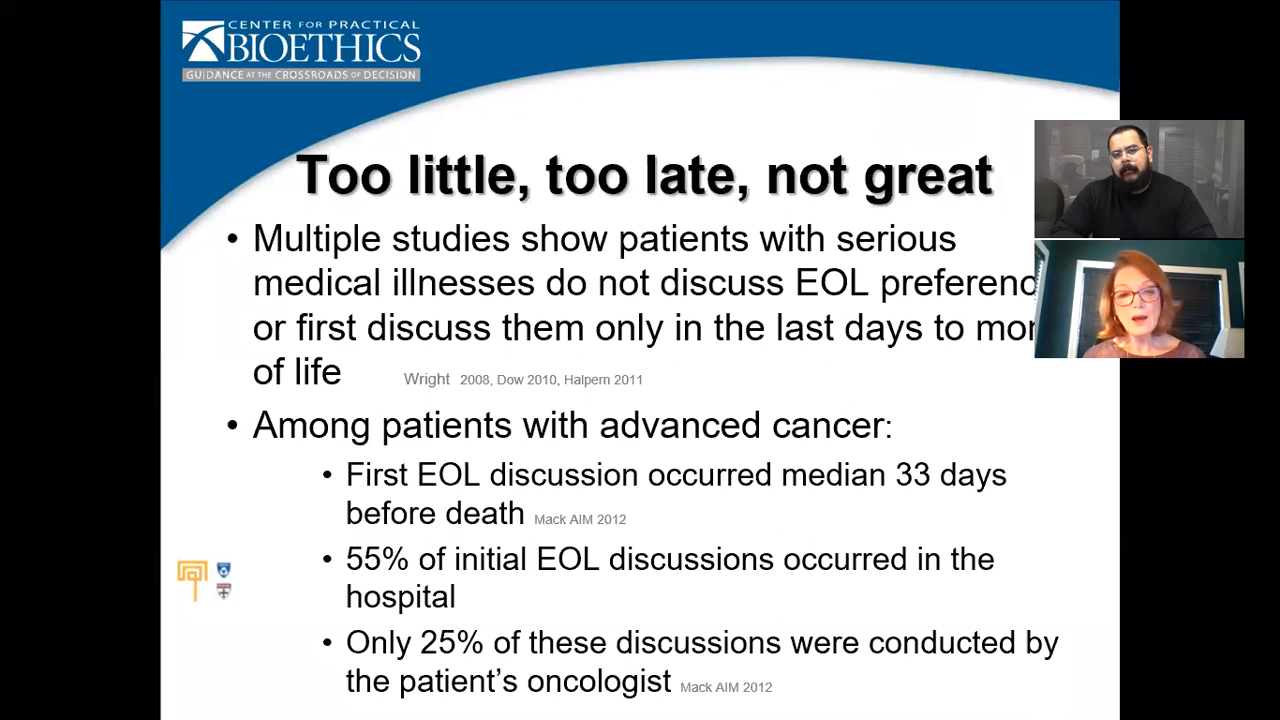 CENTER FOR PRACTICAL
BIOETHICS
GUIDANCE AT THE CROSSROADS OF DECISION
Too little, too late, not great
• Multiple studies show patients with serious
medical illnesses do not discuss EOL preferenc
or first discuss them only in the last days to mon
of life Wright 2008, Dow 2010, Halpern 2011
• Among patients with advanced cancer:
• First EOL discussion occurred median 33 days
before death Mack AIM 2012
• 55% of initial EOL discussions occurred in the
hospital
• Only 25% of these discussions were conducted by
the patient's oncologist Mack AIM 2012